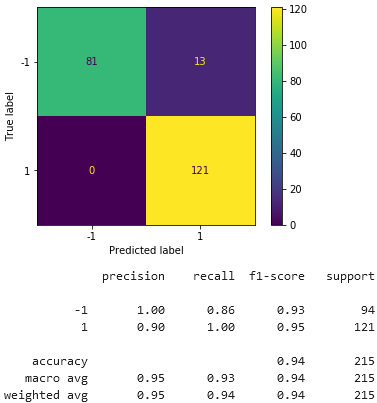 120
-1 81 13
100
80
True label
60
40
1 0 121
20
0
-1 1
Predicted label
precision recall f1-score support
-1 1.00 0.86 0.93 94
1 0.90 1.00 0.95 121
accuracy 0.94 215
macro avg 0.95 0.93 0.94 215
weighted avg 0.95 0.94 0.94 215